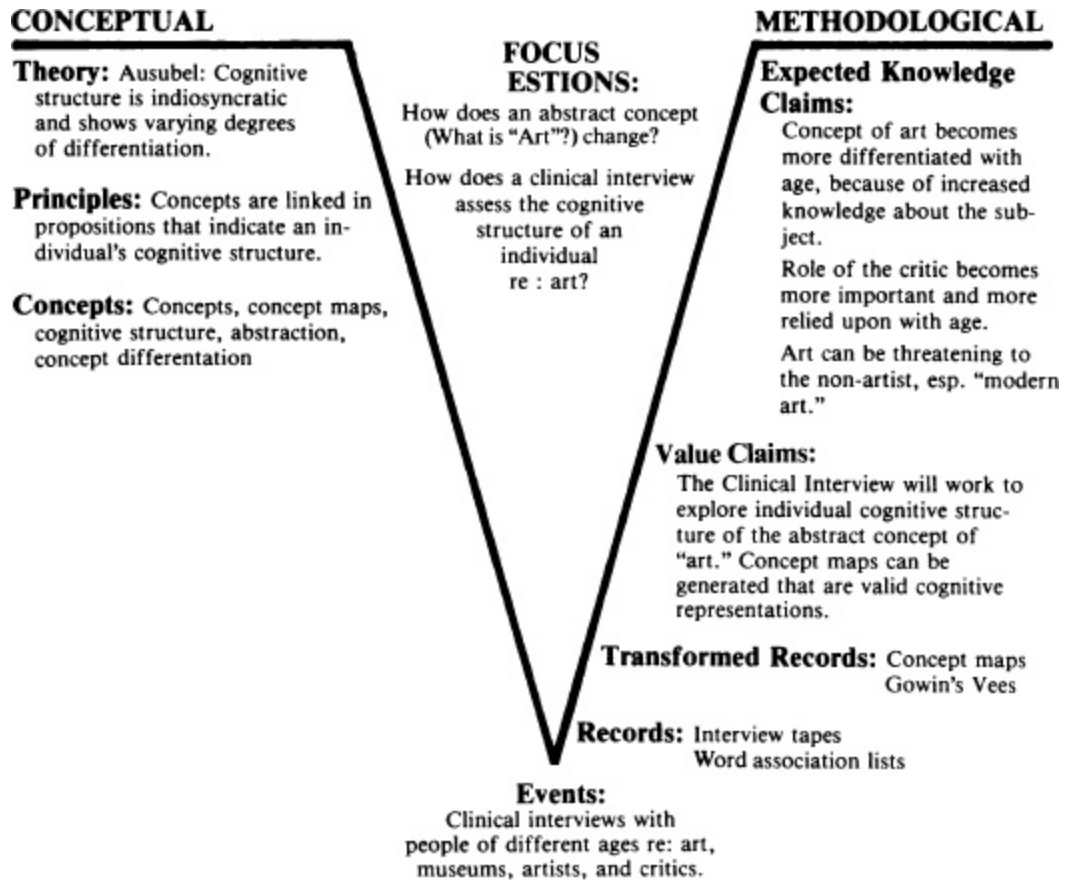 CONCEPTUAL
Theory: Ausubel: Cognitive
structure is indiosyncratic
and shows varying degrees
of differentiation.
Principles: Concepts are linked in
propositions that indicate an in-
dividual's cognitive structure.
Concepts: Concepts, concept maps,
cognitive structure, abstraction,
concept differentation
FOCUS
ESTIONS:
How does an abstract concept
(What is "Art"?) change?
How does a clinical interview
assess the cognitive
structure of an
individual
re : art?
METHODOLOGICAL
Expected Knowledge
Claims:
Concept of art becomes
more differentiated with
age, because of increased
knowledge about the sub-
ject.
Role of the critic becomes
more important and more
relied upon with age.
Art can be threatening to
the non-artist, esp. "modern
art."
Value Claims:
The Clinical Interview will work to
explore individual cognitive struc-
ture of the abstract concept of
"art." Concept maps can be
generated that are valid cognitive
representations.
Transformed Records: Concept maps
Gowin's Vees
Records: Interview tapes
Word association lists
Events:
Clinical interviews with
people of different ages re: art,
museums, artists, and critics.